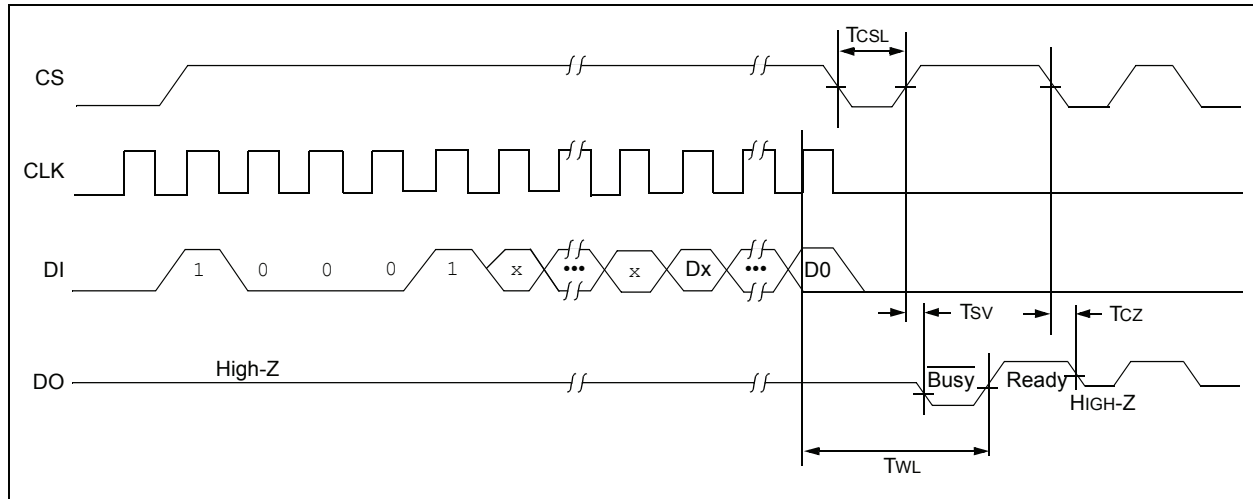 TCSL
CS
CLK
DI 1 0 0 0 1 x ••• x Dx ••• D0
TSV TCZ
DO High-Z Busy Ready
HIGH-Z
TWL